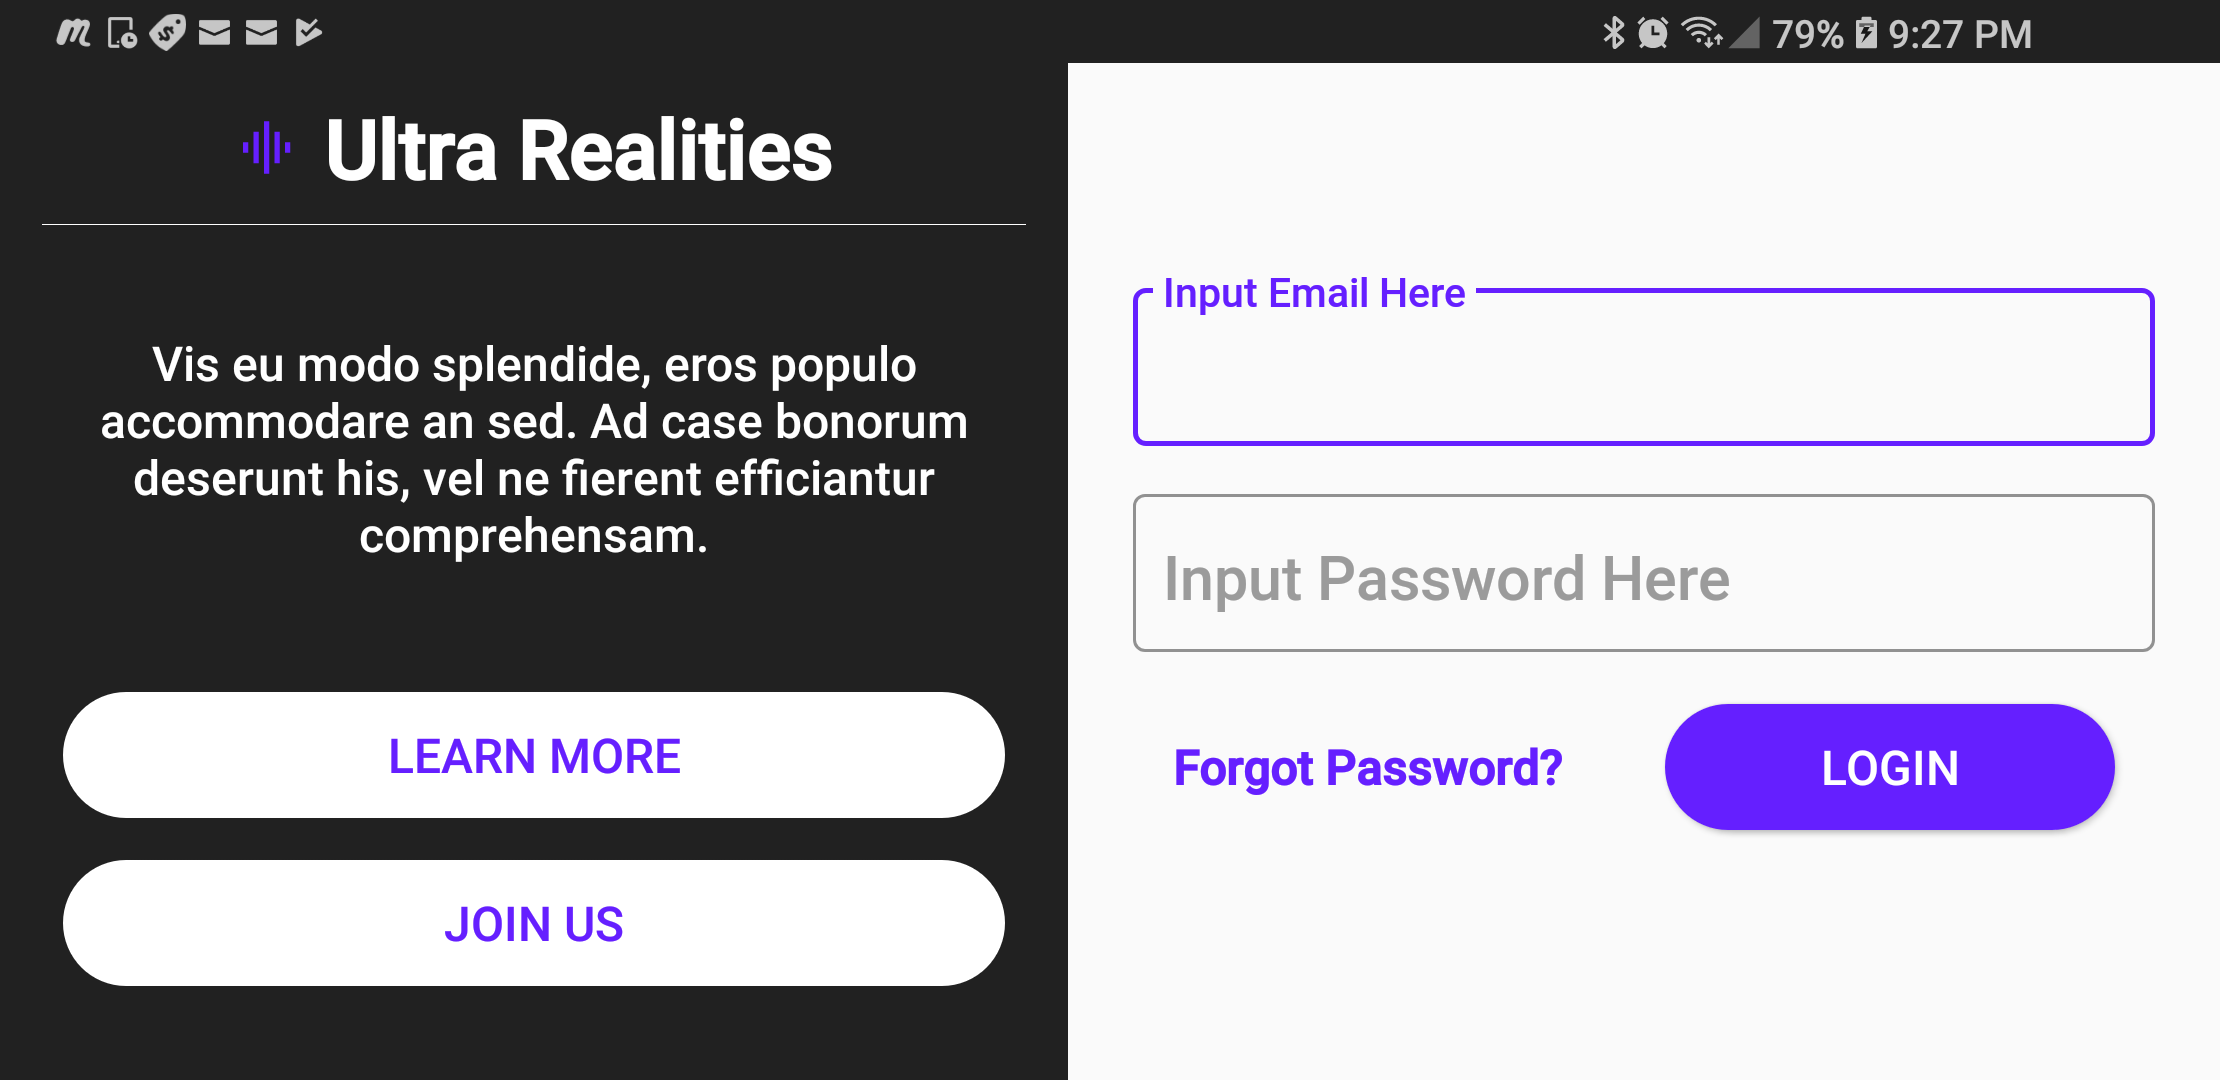 79% 9:27 PM
Ultra Realities
Vis eu modo splendide, eros populo
accommodare an sed. Ad case bonorum
deserunt his, vel ne fierent efficiantur
comprehensam.
LEARN MORE
JOIN US
Input Email Here
Input Password Here
Forgot Password?
LOGIN